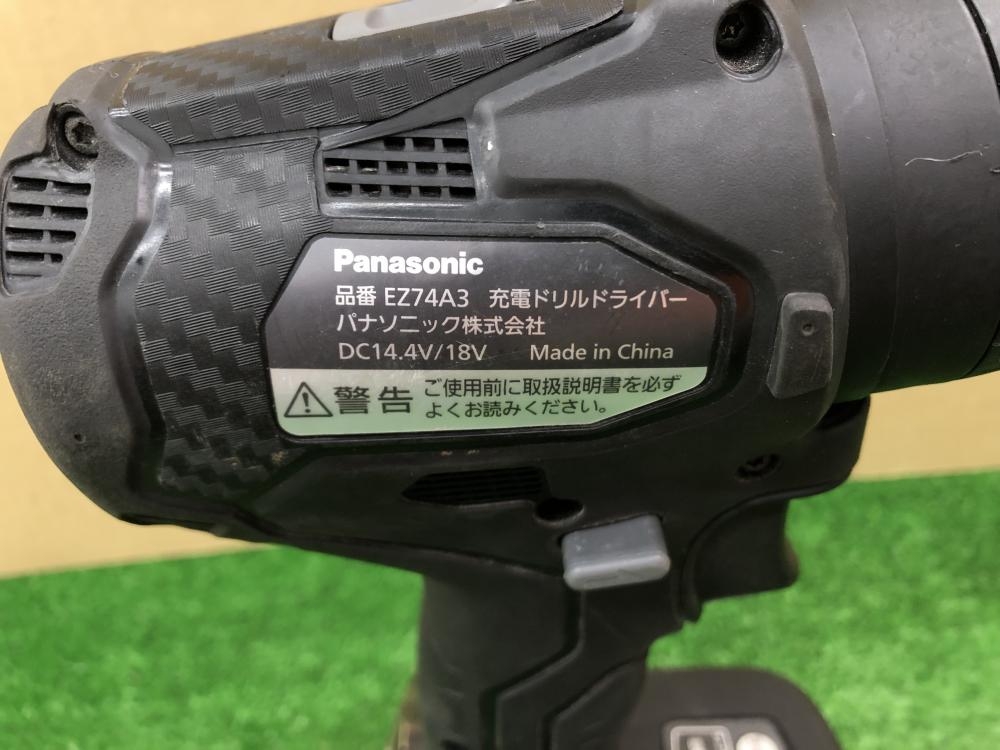 Panasonic
品番 EZ74A3 充電ドリルドライバー
パナソニック株式会社
DC14.4V/18V Made in China
警告 ご使用前に取扱説明書を必ず
よくお読みください。